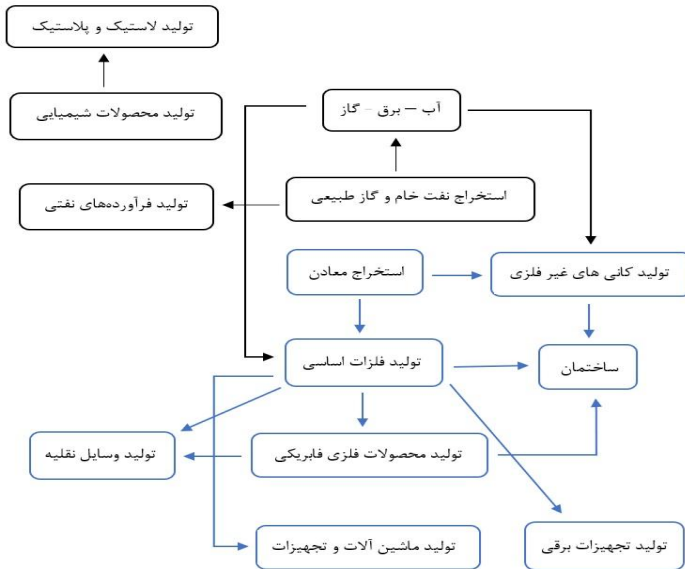 تولید لاستیک و پلاستیک
تولید محصولات شیمیایی
آب – برق – گاز
استخراج نفت خام و گاز طبیعی
تولید فرآورده‌های نفتی
استخراج معادن
تولید کانی های غیر فلزی
تولید فلزات اساسی
ساختمان
تولید محصولات فلزی فابریکی
تولید وسایل نقلیه
تولید ماشین آلات و تجهیزات
تولید تجهیزات برقی